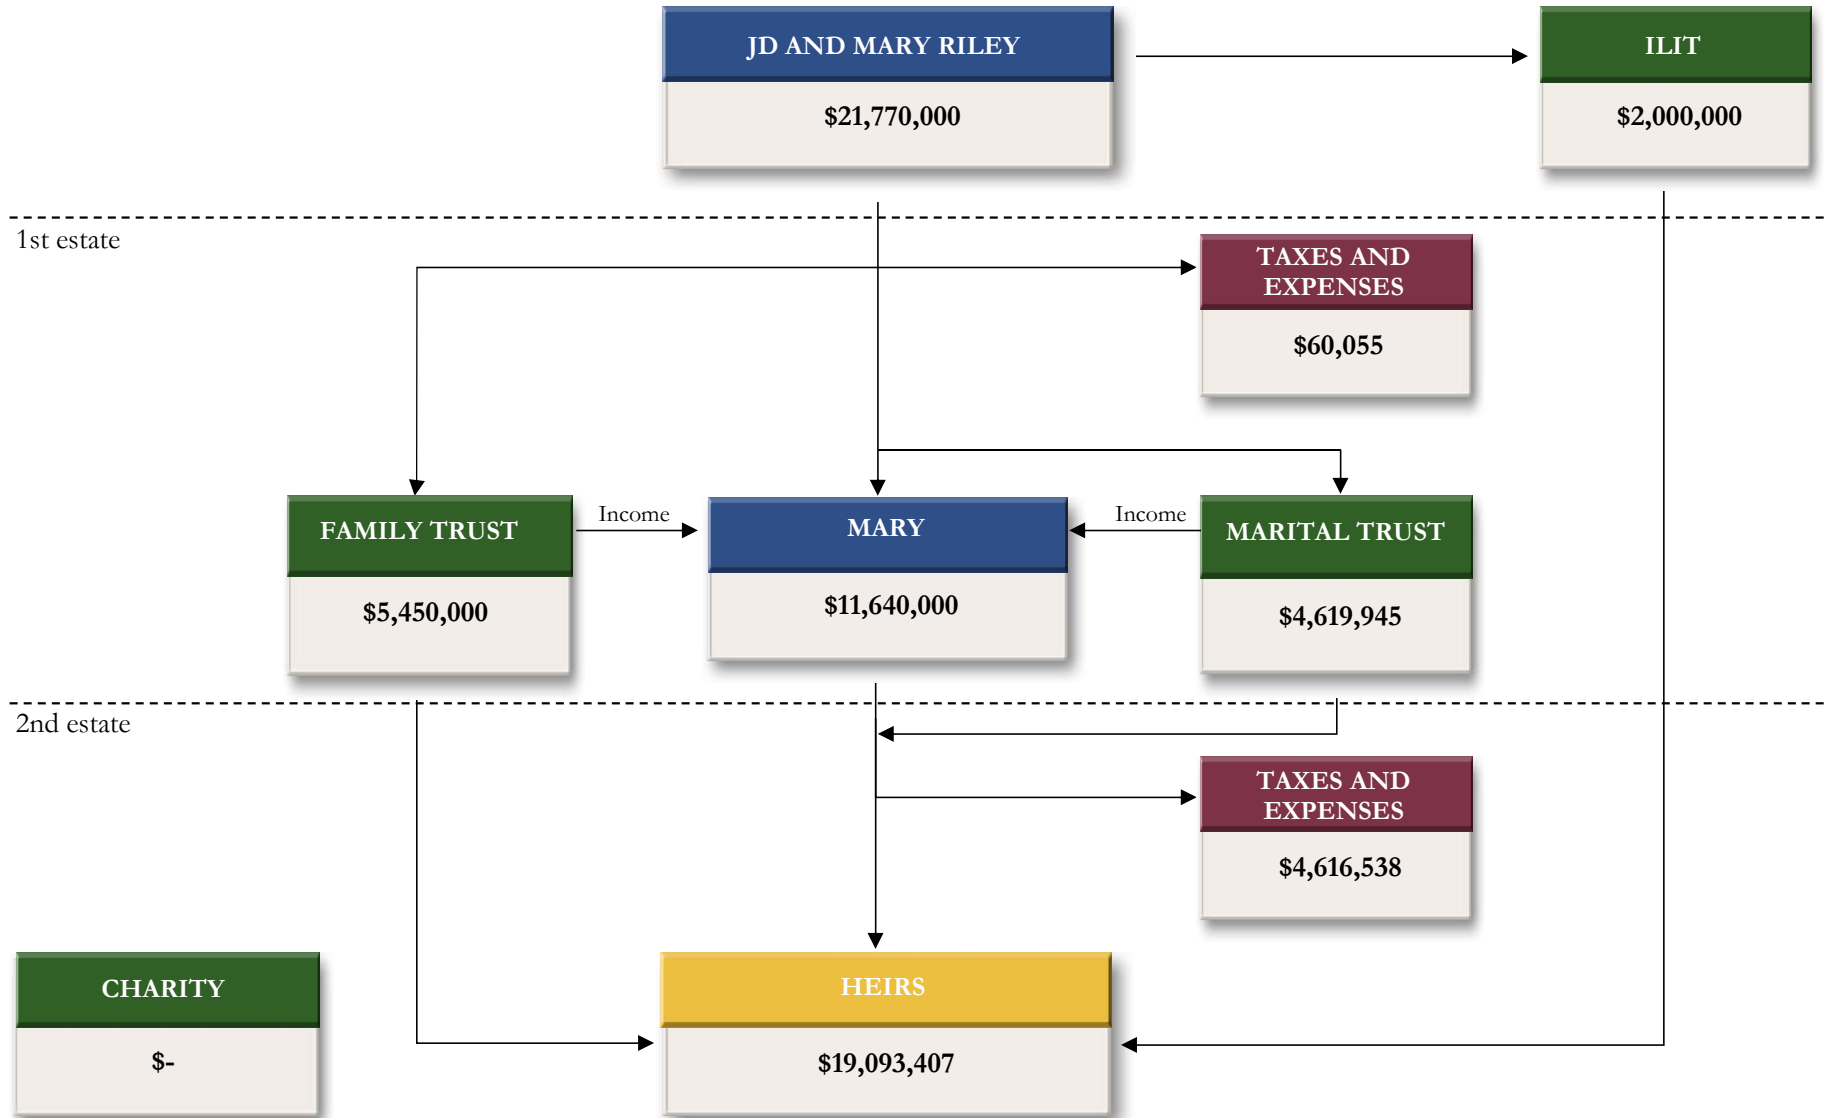 JD AND MARY RILEY
$21,770,000
ILIT
$2,000,000
1st estate
TAXES AND
EXPENSES
$60,055
FAMILY TRUST
$5,450,000
Income
MARY
$11,640,000
Income
MARITAL TRUST
$4,619,945
2nd estate
TAXES AND
EXPENSES
$4,616,538
CHARITY
$-
HEIRS
$19,093,407